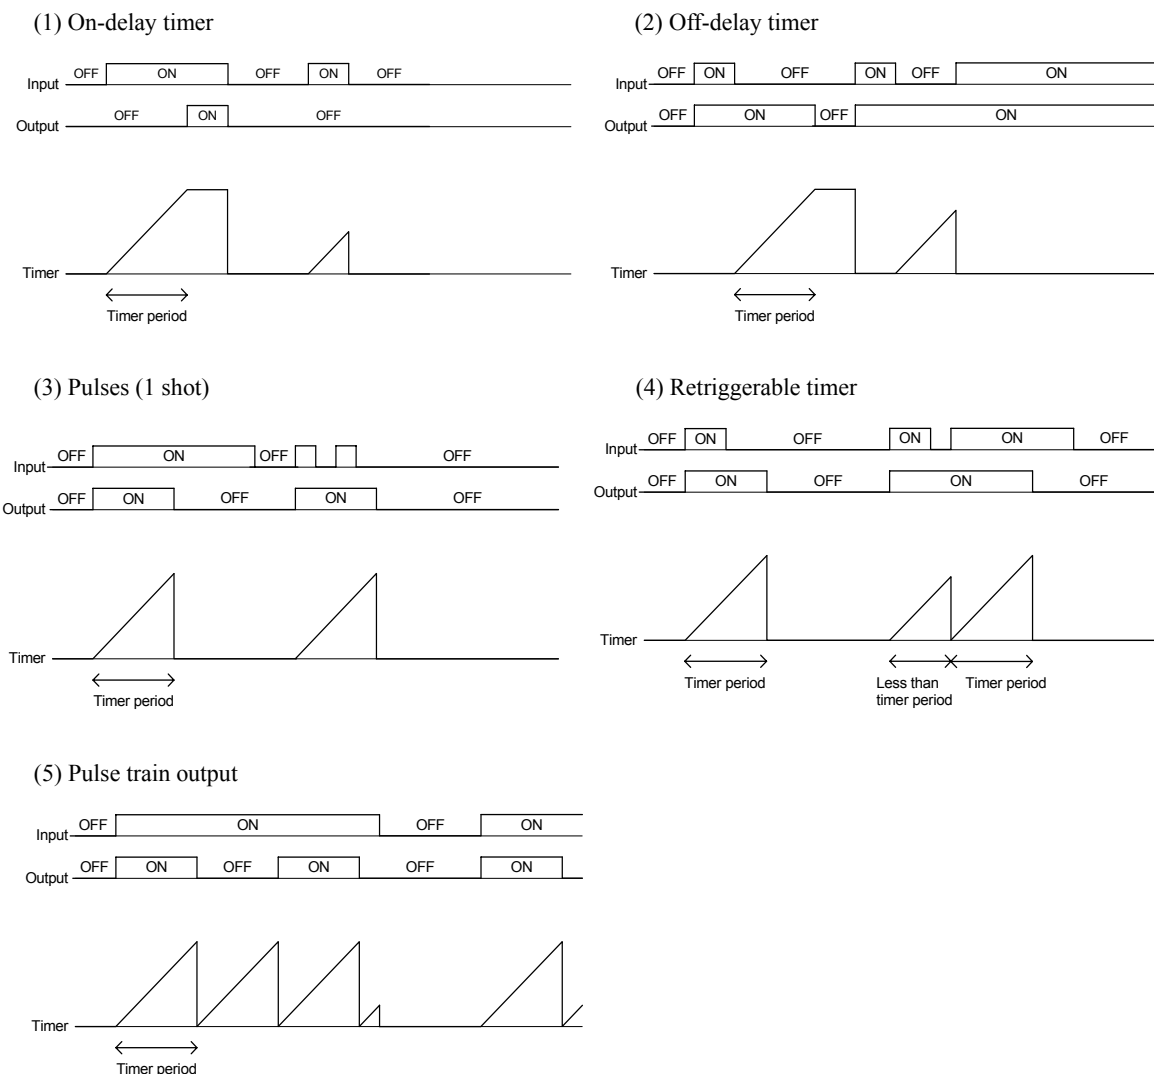 (1) On-delay timer
OFF ON OFF ON OFF
Input
OFF ON OFF
Output
Timer
Timer period
(2) Off-delay timer
OFF ON OFF ON OFF ON
Input
OFF ON OFF ON
Output
Timer
Timer period
(3) Pulses (1 shot)
OFF ON OFF OFF
Input
OFF ON OFF ON OFF
Output
Timer
Timer period
(4) Retriggerable timer
OFF ON OFF ON ON OFF
Input
OFF ON OFF ON OFF
Output
Timer
Timer period Less than Timer period
timer period
(5) Pulse train output
OFF ON OFF ON
Input
OFF ON OFF ON OFF ON
Output
Timer
Timer period